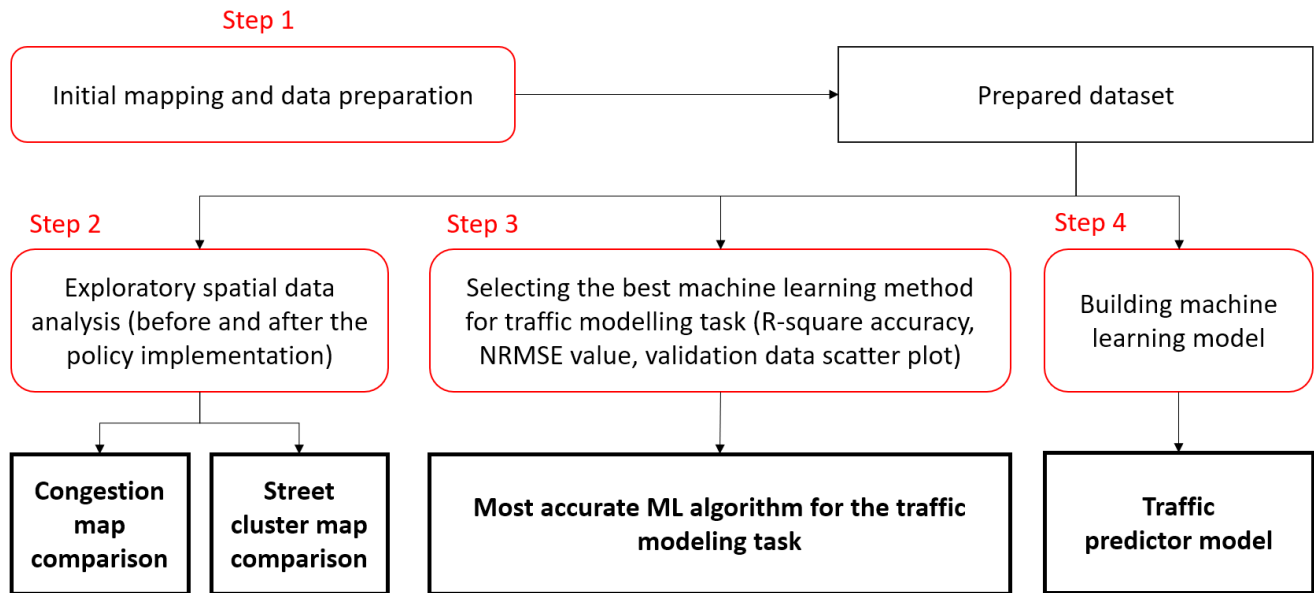 Step 1
Initial mapping and data preparation
Prepared dataset
Step 2
Exploratory spatial data
analysis (before and after the
policy implementation)
Step 3
Selecting the best machine learning method
for traffic modelling task (R-square accuracy,
NRMSE value, validation data scatter plot)
Step 4
Building machine
learning model
Congestion
map
comparison
Street
cluster map
comparison
Most accurate ML algorithm for the traffic
modeling task
Traffic
predictor model